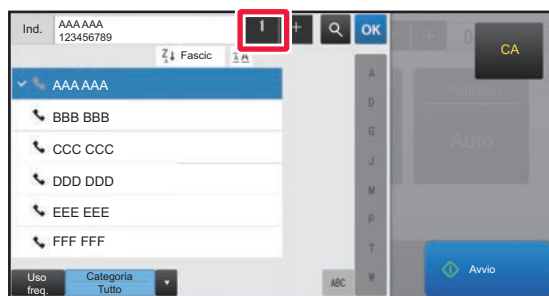 Ind.
AAA AAA
123456789
1
+
OK
CA
Z↓A Fascic
A
AAA AAA
BBB BBB
CCC CCC
DDD DDD
EEE EEE
FFF FFF
A
D
G
J
M
P
T
W
Originale
Auto
Uso
freq.
Categoria
Tutto
ABC
Avvio